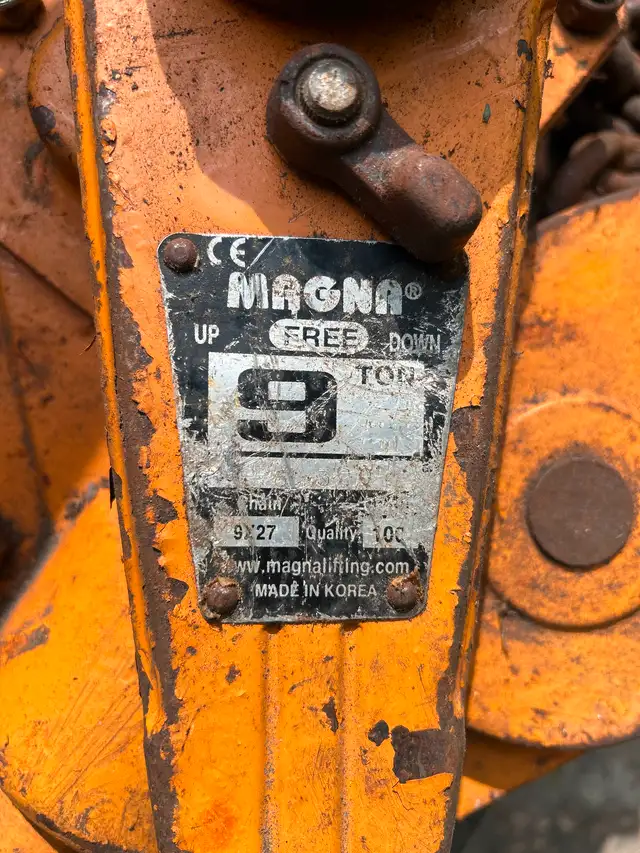 CE
MAGNA®
UP FREE DOWN
9 TON
9X27 Quality 100
www.magnalifting.com
MADE IN KOREA